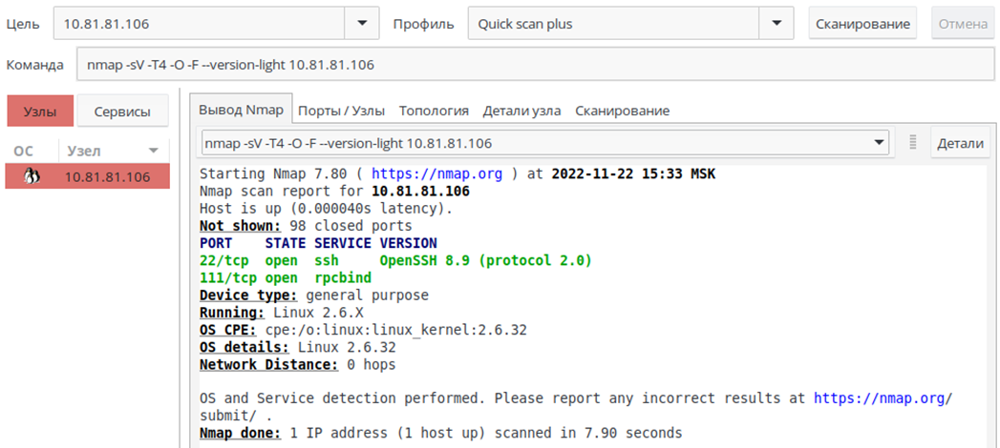 Цель 10.81.81.106 Профиль Quick scan plus Сканирование Отмена
Команда nmap -sV -T4 -O -F --version-light 10.81.81.106
Узлы Сервисы
ОС Узел
10.81.81.106
Вывод Nmap Порты / Узлы Топология Детали узла Сканирование
nmap -sV -T4 -O -F --version-light 10.81.81.106 Детали
Starting Nmap 7.80 ( https://nmap.org ) at 2022-11-22 15:33 MSK
Nmap scan report for 10.81.81.106
Host is up (0.000040s latency).
Not shown: 98 closed ports
PORT    STATE SERVICE VERSION
22/tcp  open  ssh     OpenSSH 8.9 (protocol 2.0)
111/tcp open  rpcbind
Device type: general purpose
Running: Linux 2.6.X
OS CPE: cpe:/o:linux:linux_kernel:2.6.32
OS details: Linux 2.6.32
Network Distance: 0 hops
OS and Service detection performed. Please report any incorrect results at https://nmap.org/
submit/ .
Nmap done: 1 IP address (1 host up) scanned in 7.90 seconds